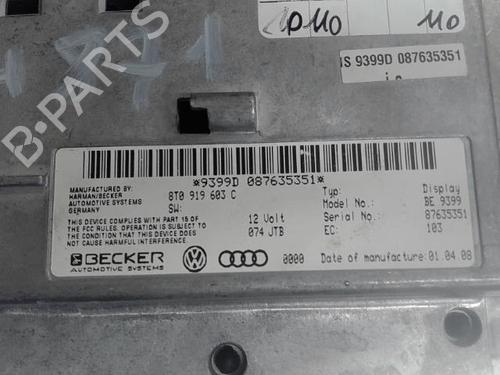 D110 110
IS 9399D 087635351
B-PARTS
*9399D 087635351*
MANUFACTURED BY:
HARMAN/BECKER
AUTOMOTIVE SYSTEMS
GERMANY
8T0 919 603 C
SW:
Typ: Display
Model No.: BE 9399
Serial No.: 87635351
EC: 103
THIS DEVICE COMPLIES WITH PART 15 OF
THE FCC RULES. OPERATION IS SUBJECT
TO THE CONDITION THAT THIS DEVICE DOES
NOT CAUSE HARMFUL INTERFERENCE
12 Volt
074 JTB
BECKER
AUTOMOTIVE SYSTEMS
0000
Date of manufacture: 01.04.08